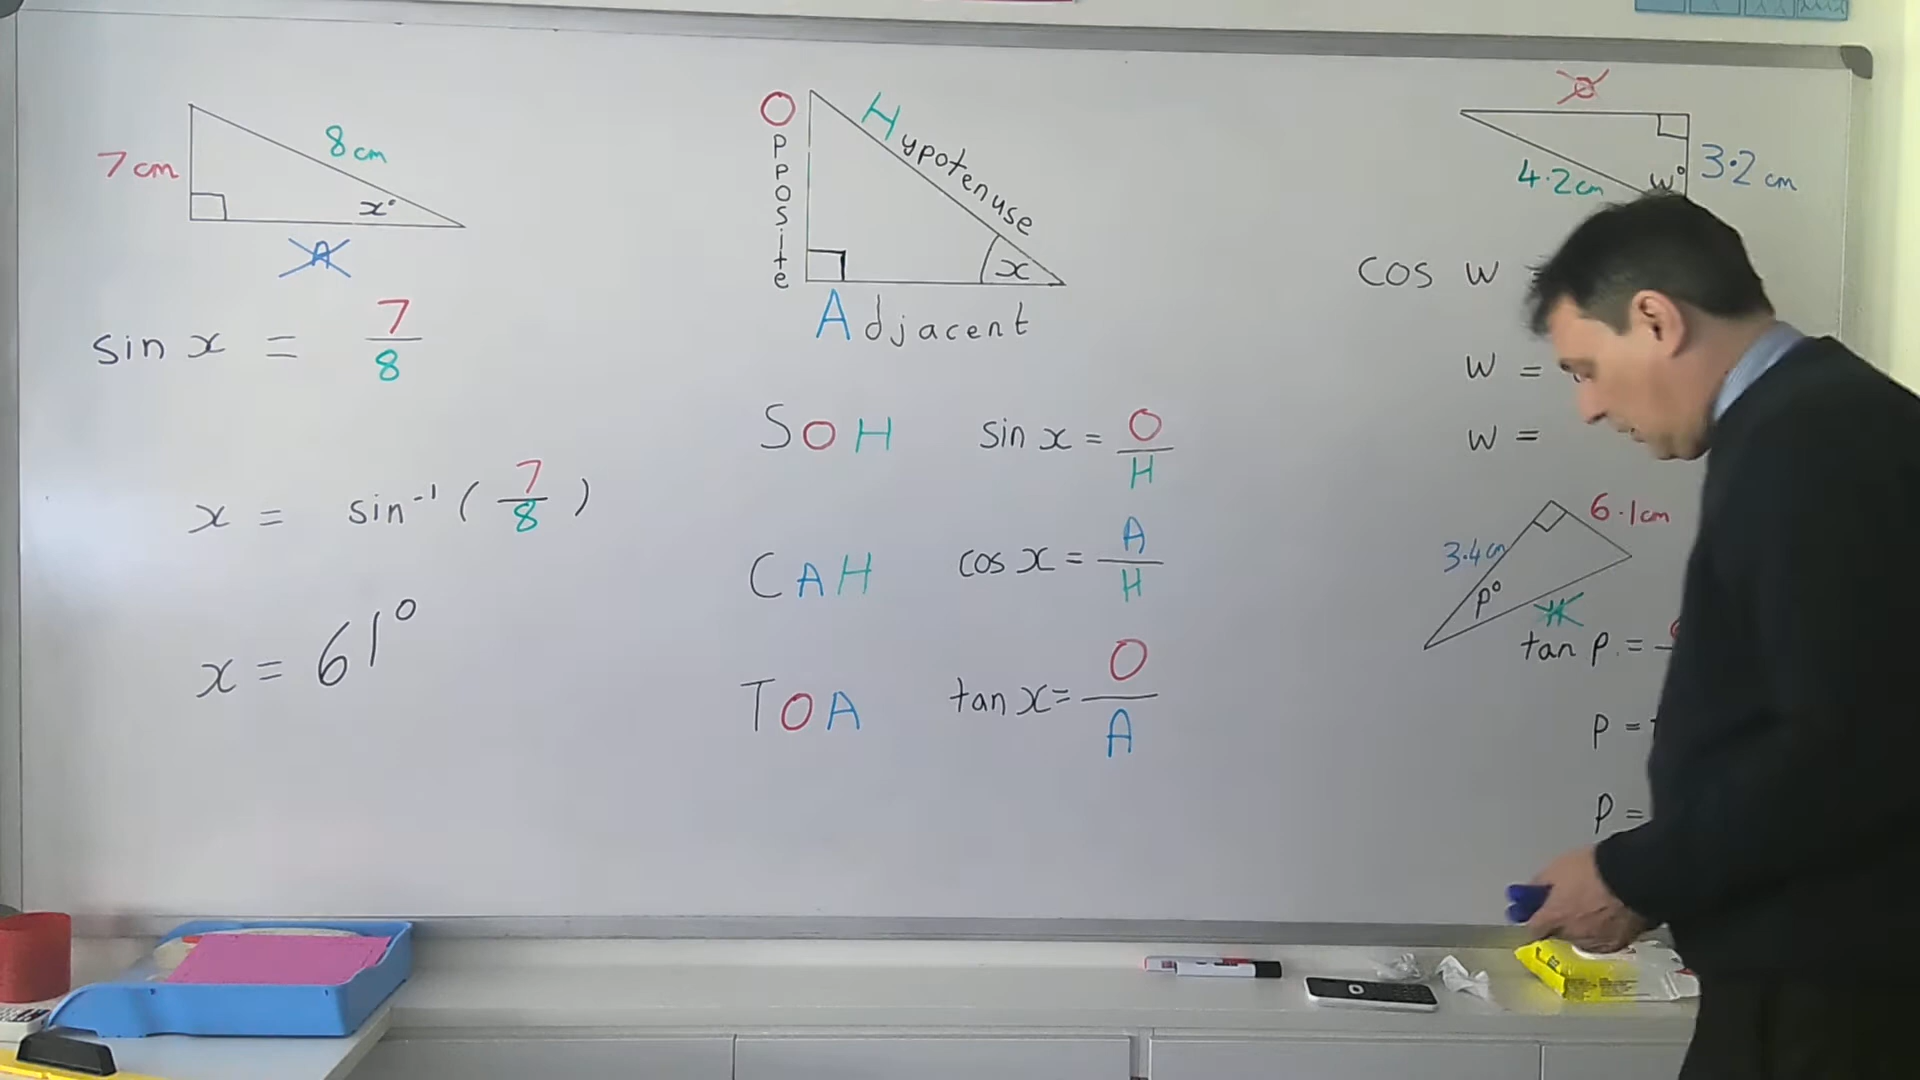 7cm
8cm
x°
A
sin x = 7/8
x = sin⁻¹ ( 7/8 )
x = 61°
Opposite
Hypotenuse
x
Adjacent
SOH sin x = O/H
CAH cos x = A/H
TOA tan x = O/A
O
4.2cm
w°
3.2 cm
cos w =
w =
w =
6.1cm
3.4cm
p°
H
tan p =
p =
p =